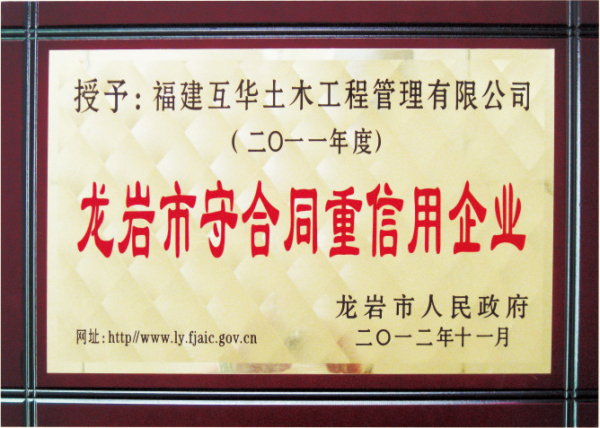 授予：福建互华土木工程管理有限公司
（二〇一一年度）
龙岩市守合同重信用企业
龙岩市人民政府
网址：http//www.ly.fjaic.gov.cn
二〇一二年十一月